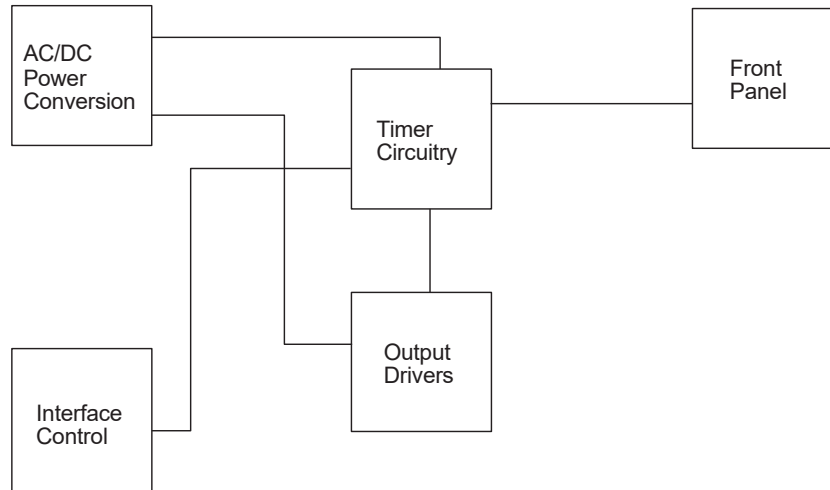 AC/DC
Power
Conversion
Front
Panel
Timer
Circuitry
Output
Drivers
Interface
Control